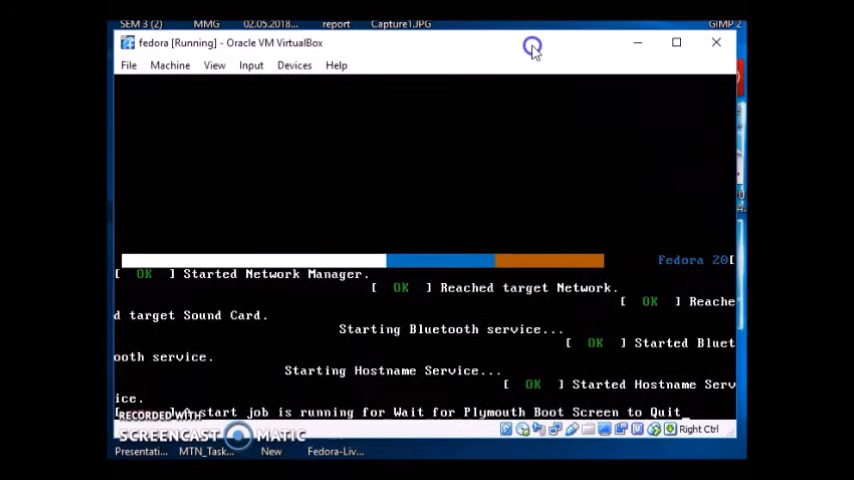 SEM 3 (2) MMG 02.05.2018... report Capture1.JPG GIMP 2
fedora [Running] - Oracle VM VirtualBox
File Machine View Input Devices Help
Fedora 20[
[ OK ] Started Network Manager.
[ OK ] Reached target Network.
[ OK ] Reache
d target Sound Card.
Starting Bluetooth service...
[ OK ] Started Bluet
ooth service.
Starting Hostname Service...
[ OK ] Started Hostname Serv
ice.
start job is running for Wait for Plymouth Boot Screen to Quit_
RECORDED WITH
SCREENCAST MATIC
Right Ctrl
Presentati... MTN_Task... New Fedora-Liv...